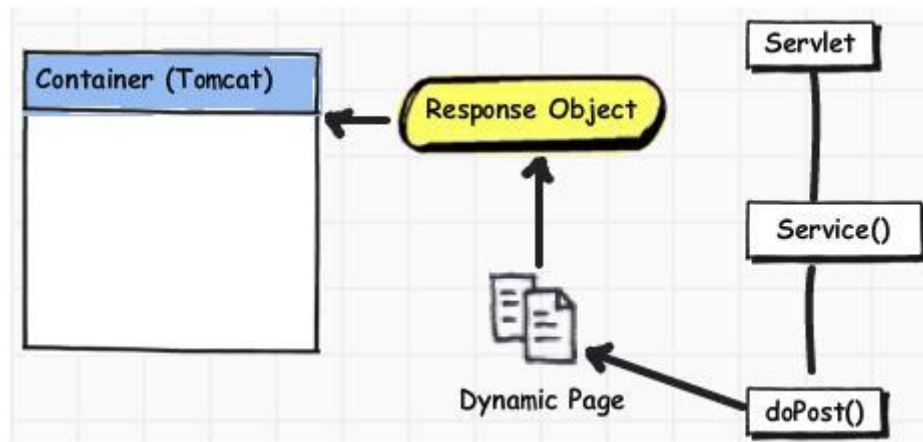 Servlet
Container (Tomcat)
Response Object
Service()
Dynamic Page
doPost()